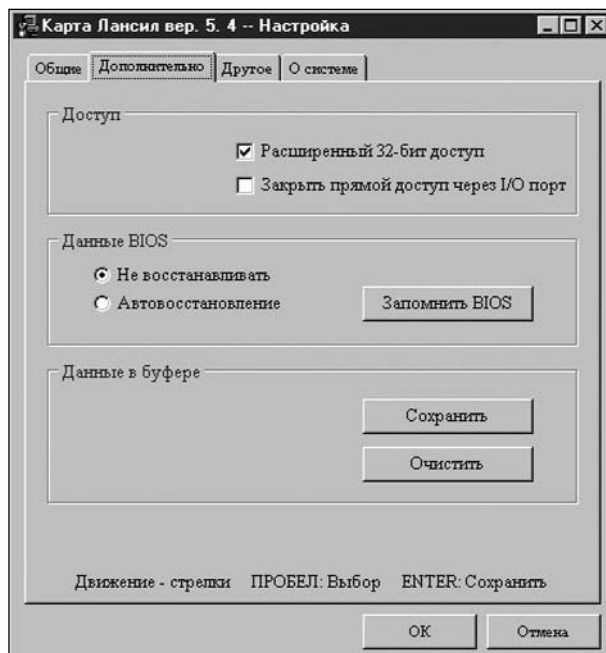 Карта Лансил вер. 5. 4 -- Настройка
Общие Дополнительно Другое О системе
Доступ
Расширенный 32-бит доступ
Закрыть прямой доступ через I/O порт
Данные BIOS
Не восстанавливать
Автовосстановление
Запомнить BIOS
Данные в буфере
Сохранить
Очистить
Движение - стрелки ПРОБЕЛ: Выбор ENTER: Сохранить
OK Отмена